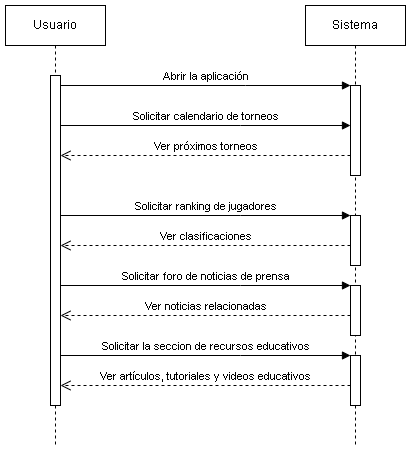 Usuario
Sistema
Abrir la aplicación
Solicitar calendario de torneos
Ver próximos torneos
Solicitar ranking de jugadores
Ver clasificaciones
Solicitar foro de noticias de prensa
Ver noticias relacionadas
Solicitar la seccion de recursos educativos
Ver artículos, tutoriales y videos educativos